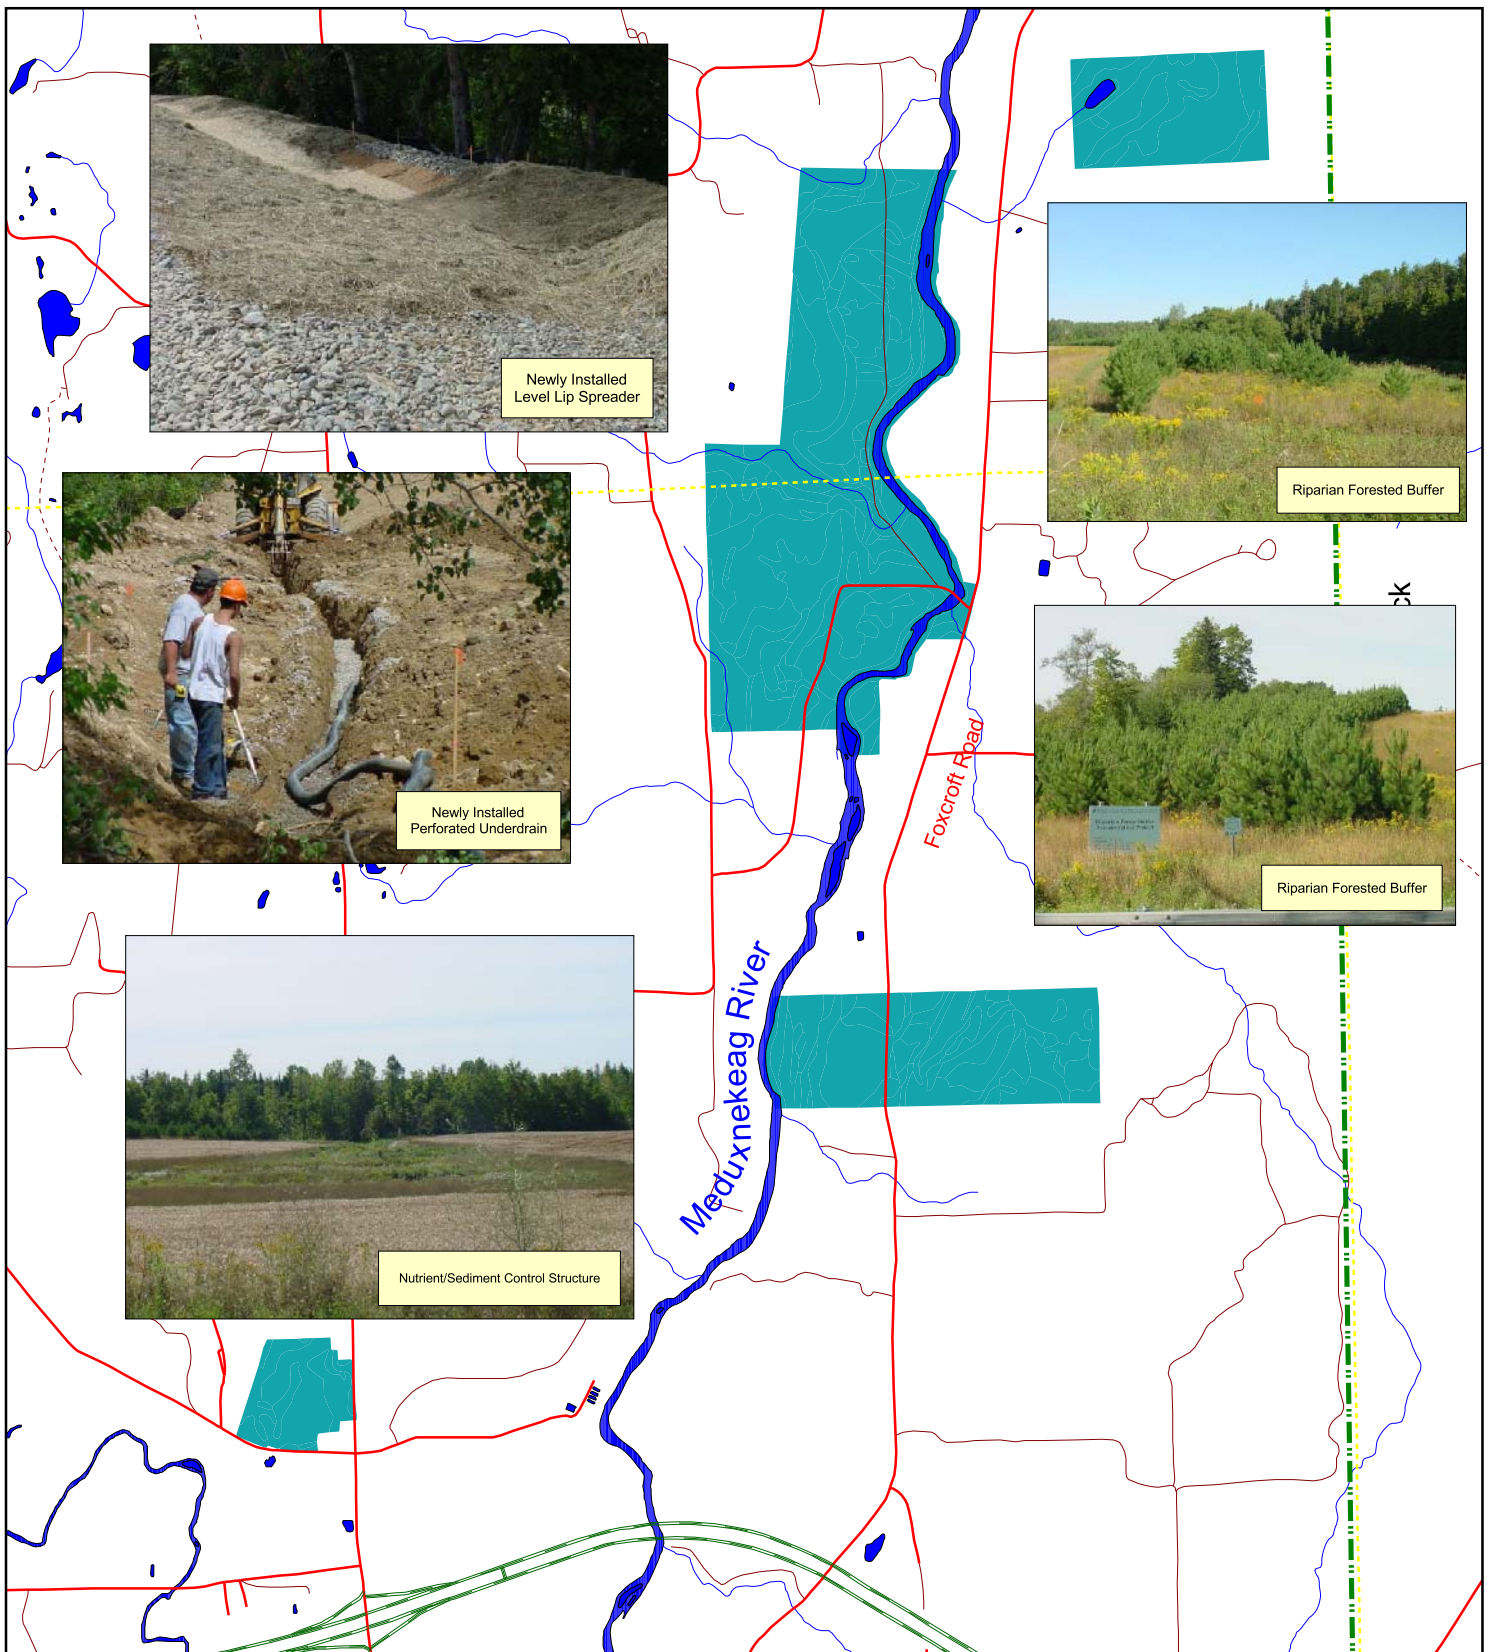 Newly Installed
Level Lip Spreader
Riparian Forested Buffer
ck
Newly Installed
Perforated Underdrain
Foxcroft Road
Riparian Forested Buffer
Meduxnekeag River
Nutrient/Sediment Control Structure